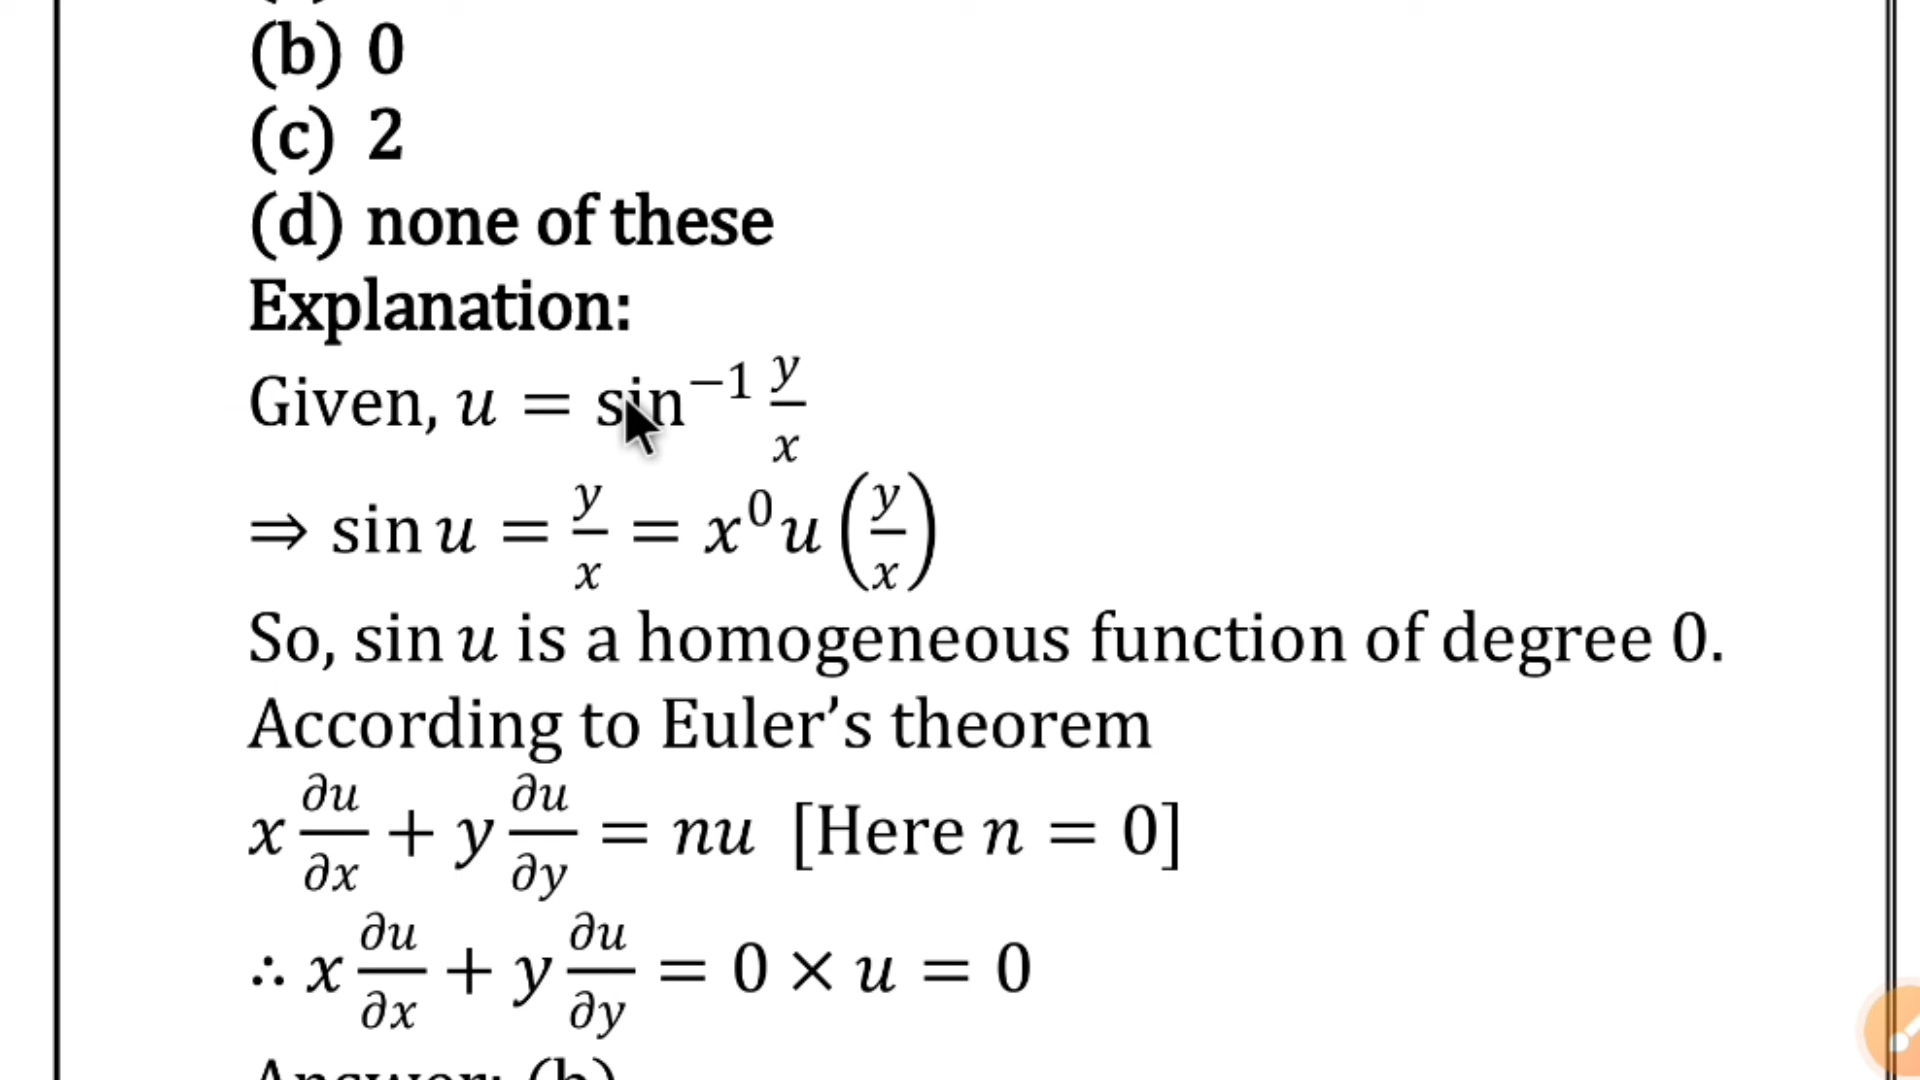 (b) 0
(c) 2
(d) none of these
Explanation:
Given, u = sin⁻¹ y/x
⇒ sin u = y/x = x⁰u(y/x)
So, sin u is a homogeneous function of degree 0.
According to Euler’s theorem
x ∂u/∂x + y ∂u/∂y = nu [Here n = 0]
∴ x ∂u/∂x + y ∂u/∂y = 0 × u = 0
Answer: (b)